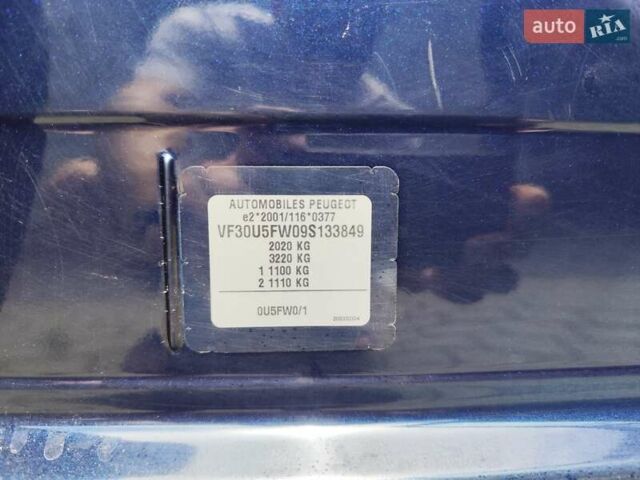 auto RIA
.com
AUTOMOBILES PEUGEOT
e2*2001/116*0377
VF30U5FW09S133849
2020 KG
3220 KG
1 1100 KG
2 1110 KG
0U5FW0/1